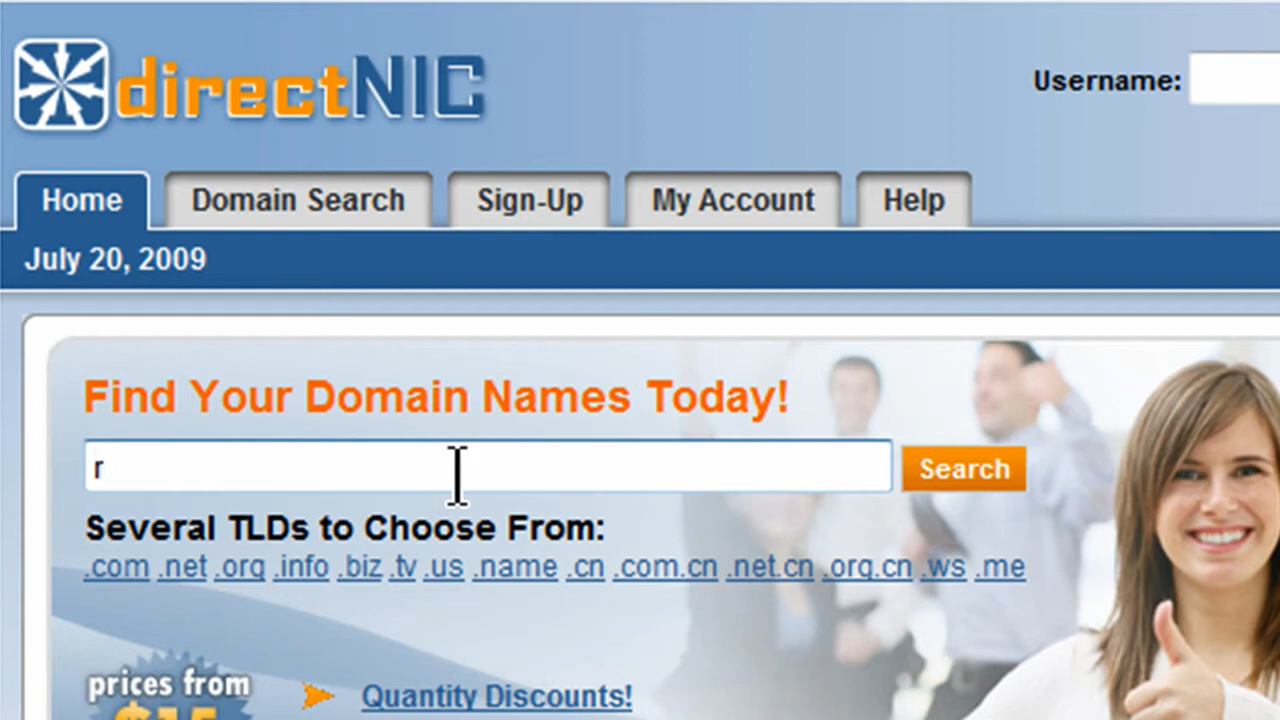 directNIC
Username:
Home Domain Search Sign-Up My Account Help
July 20, 2009
Find Your Domain Names Today!
r
Search
Several TLDs to Choose From:
.com .net .org .info .biz .tv .us .name .cn .com.cn .net.cn .org.cn .ws .me
prices from
$15
Quantity Discounts!